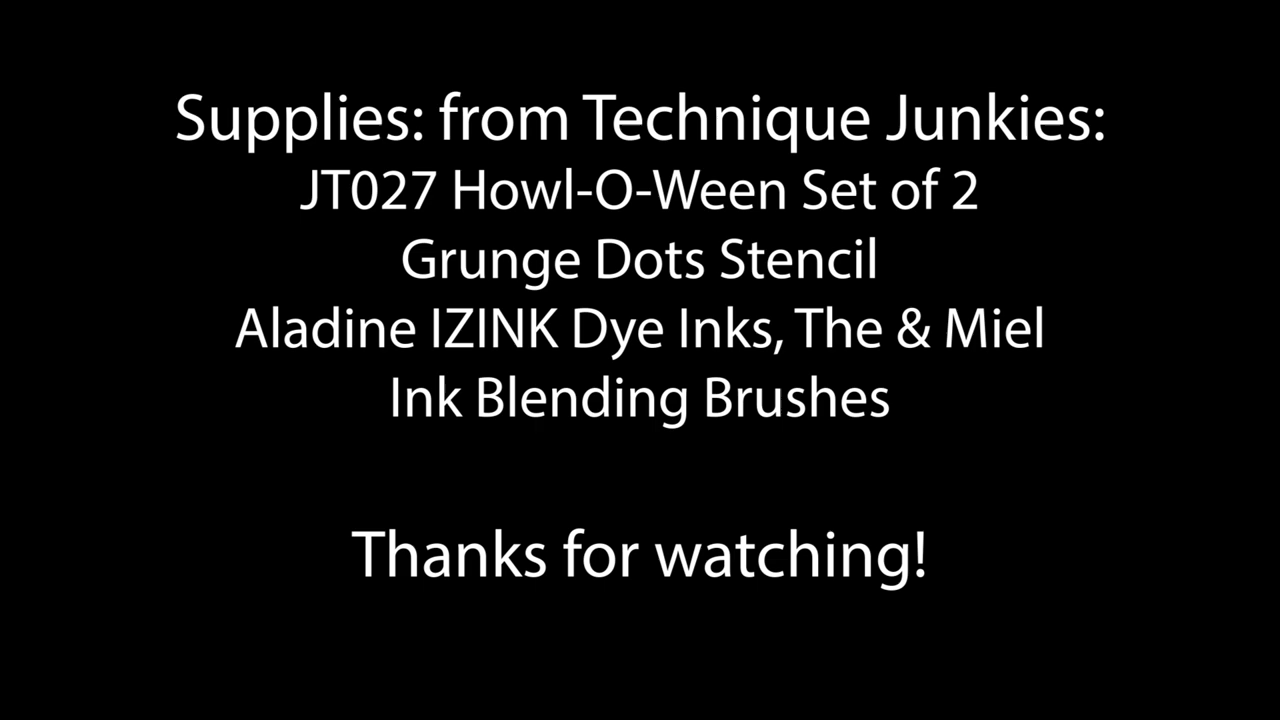 Supplies: from Technique Junkies:
JT027 Howl-O-Ween Set of 2
Grunge Dots Stencil
Aladine IZINK Dye Inks, The & Miel
Ink Blending Brushes
Thanks for watching!